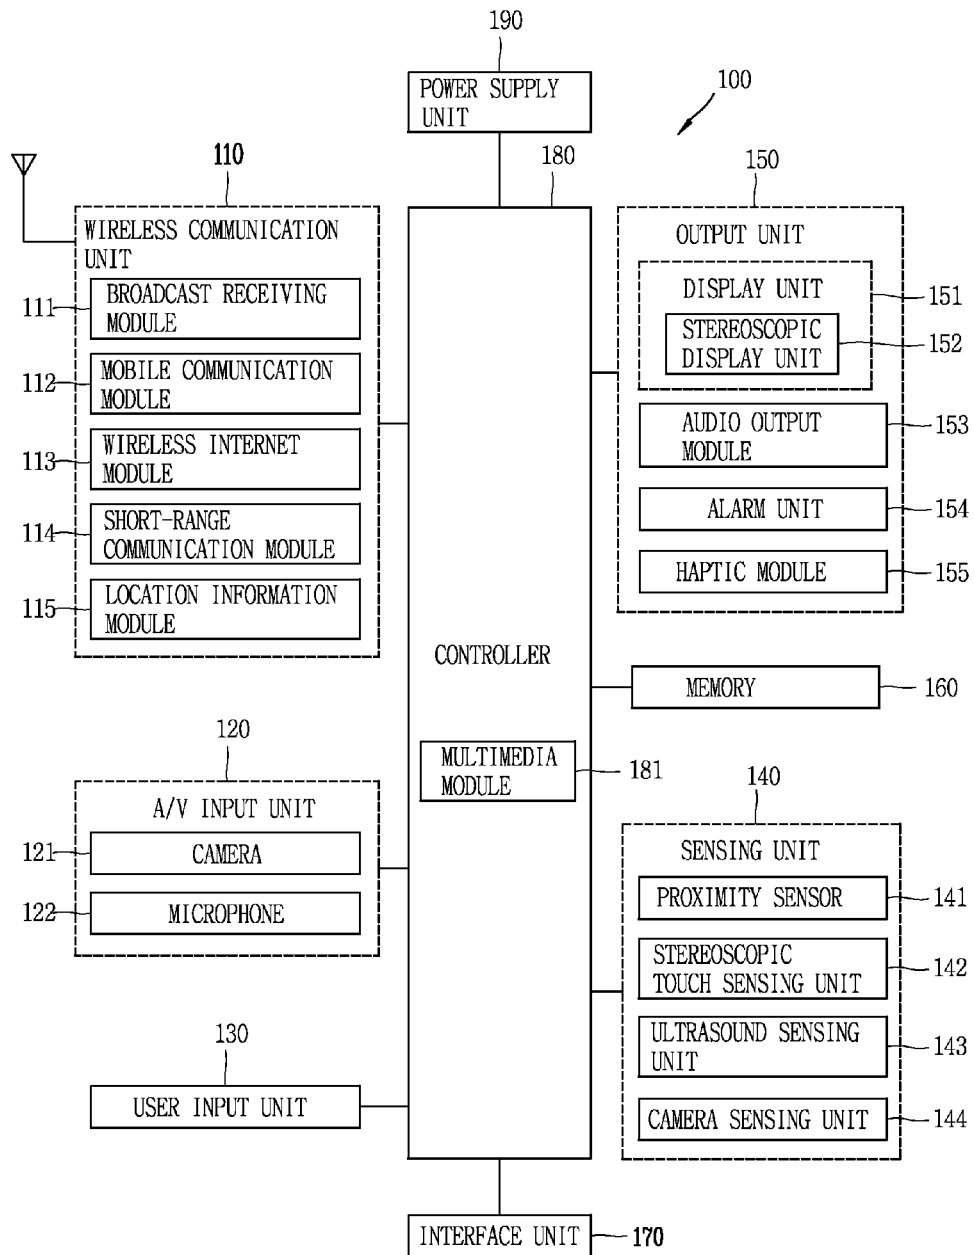 190
POWER SUPPLY
UNIT
100
110
180
150
WIRELESS COMMUNICATION
UNIT
111
BROADCAST RECEIVING
MODULE
112
MOBILE COMMUNICATION
MODULE
113
WIRELESS INTERNET
MODULE
114
SHORT-RANGE
COMMUNICATION MODULE
115
LOCATION INFORMATION
MODULE
OUTPUT UNIT
DISPLAY UNIT
151
STEREOSCOPIC
DISPLAY UNIT
152
AUDIO OUTPUT
MODULE
153
ALARM UNIT
154
HAPTIC MODULE
155
CONTROLLER
MULTIMEDIA
MODULE
181
MEMORY
160
120
A/V INPUT UNIT
121
CAMERA
122
MICROPHONE
140
SENSING UNIT
PROXIMITY SENSOR
141
STEREOSCOPIC
TOUCH SENSING UNIT
142
ULTRASOUND SENSING
UNIT
143
CAMERA SENSING UNIT
144
130
USER INPUT UNIT
INTERFACE UNIT
170